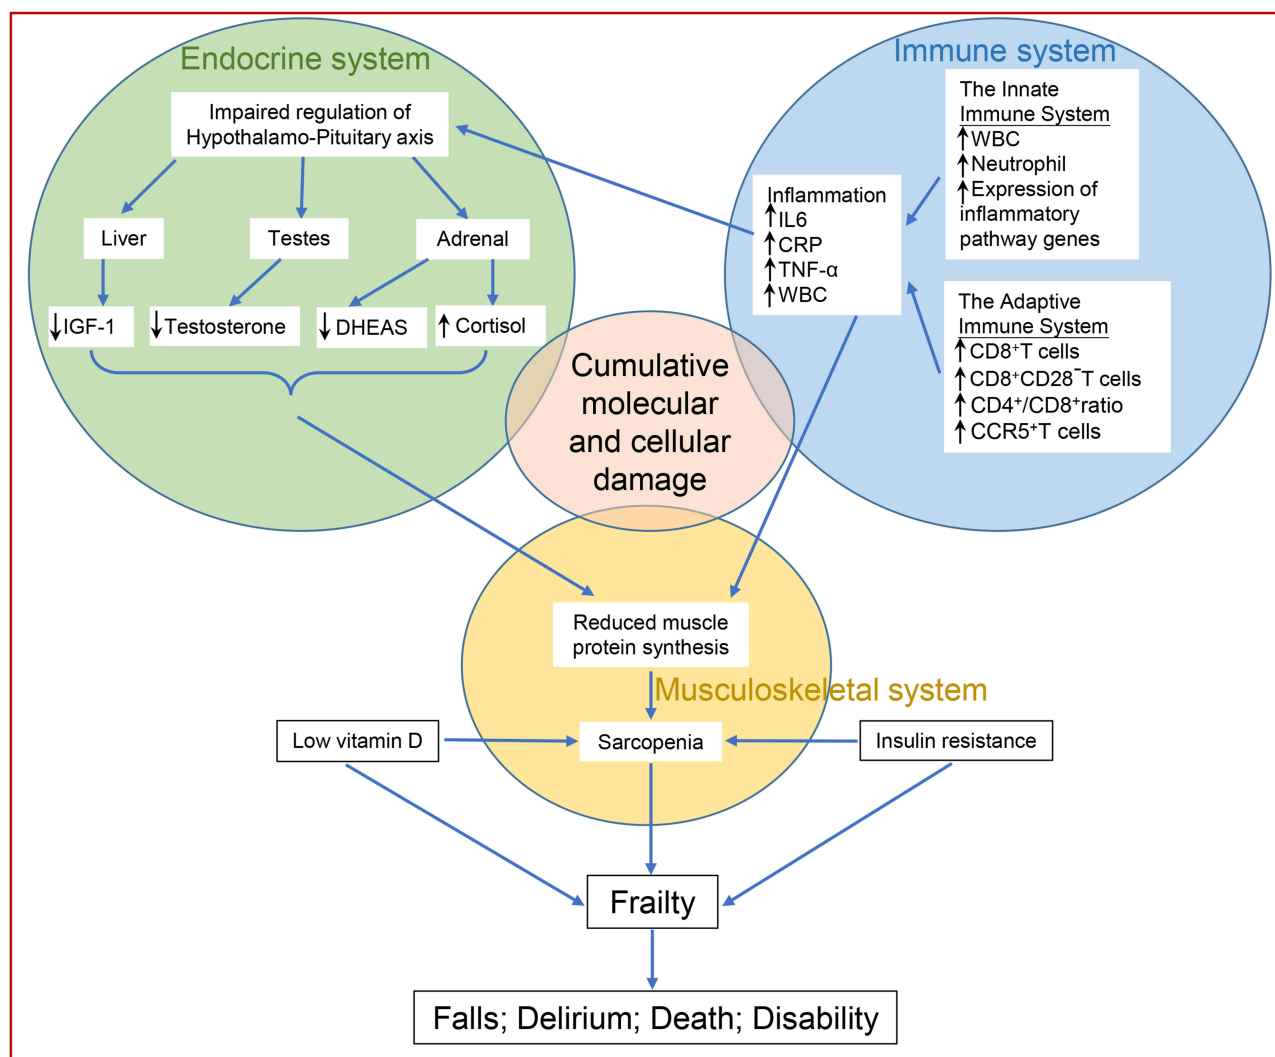 Endocrine system
Impaired regulation of
Hypothalamo-Pituitary axis
Liver
Testes
Adrenal
↓IGF-1
↓Testosterone
↓DHEAS
↑Cortisol
Immune system
The Innate
Immune System
↑WBC
↑Neutrophil
↑Expression of
inflammatory
pathway genes
Inflammation
↑IL6
↑CRP
↑TNF-α
↑WBC
The Adaptive
Immune System
↑CD8⁺T cells
↑CD8⁺CD28⁻T cells
↑CD4⁺/CD8⁺ratio
↑CCR5⁺T cells
Cumulative
molecular
and cellular
damage
Reduced muscle
protein synthesis
Musculoskeletal system
Low vitamin D
Sarcopenia
Insulin resistance
Frailty
Falls; Delirium; Death; Disability